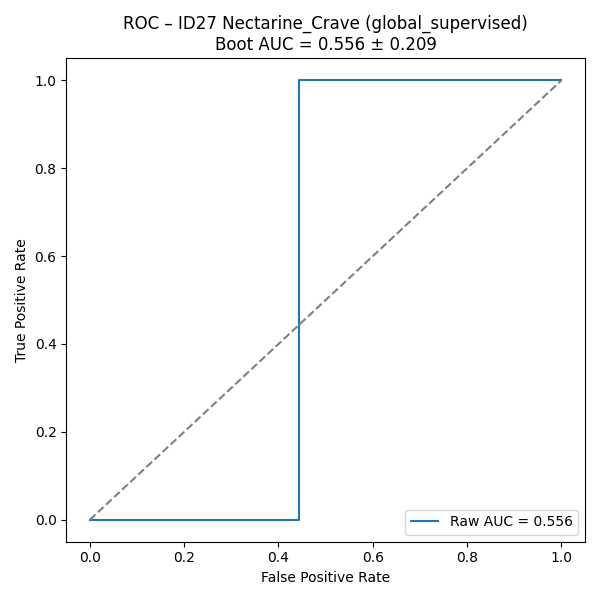 ROC – ID27 Nectarine_Crave (global_supervised)
Boot AUC = 0.556 ± 0.209
True Positive Rate
1.0
0.8
0.6
0.4
0.2
0.0
0.0 0.2 0.4 0.6 0.8 1.0
False Positive Rate
Raw AUC = 0.556